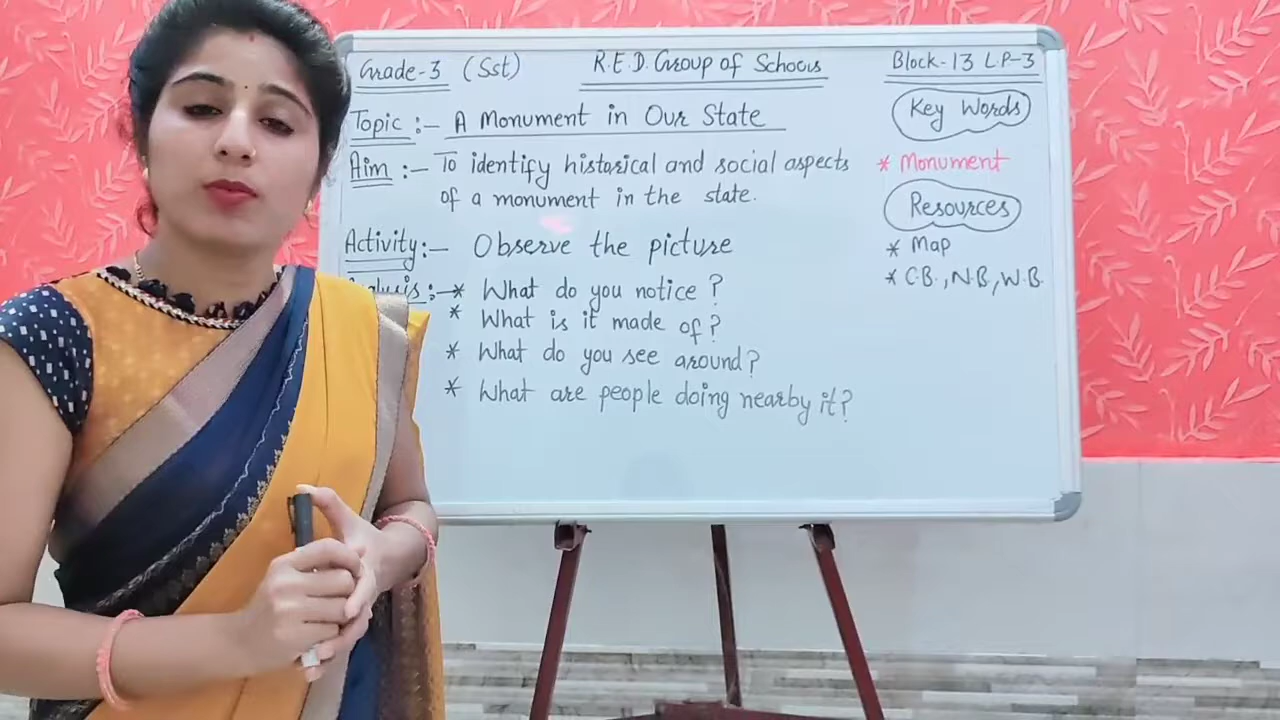 Grade-3 (Sst) R.E.D. Group of Schools Block-13 LP-3
Topic :- A Monument in Our State
Aim :- To identify historical and social aspects
of a monument in the state.
Activity:- Observe the picture
:- * What do you notice ?
* What is it made of ?
* What do you see around?
* What are people doing nearby it?
Key Words
* Monument
Resources
* Map
* C.B., N.B., W.B.